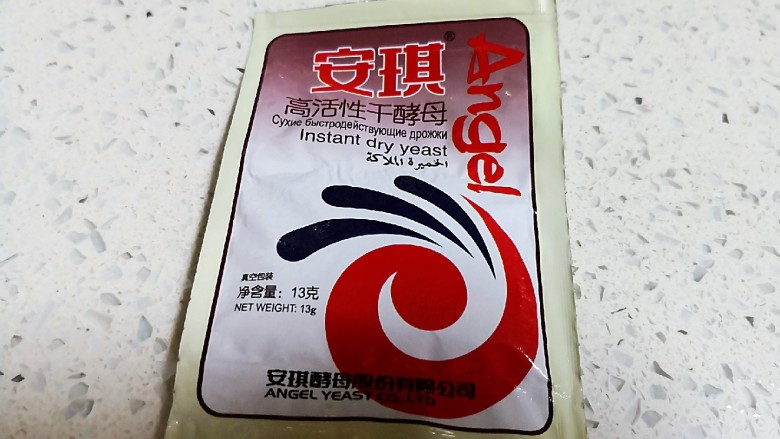 安琪®
Angel
高活性干酵母
Сухие быстродействующие дрожжи
Instant dry yeast
الخميرة الملاكة
真空包装
净含量：13克
NET WEIGHT: 13g
安琪酵母股份有限公司
ANGEL YEAST CO.,LTD